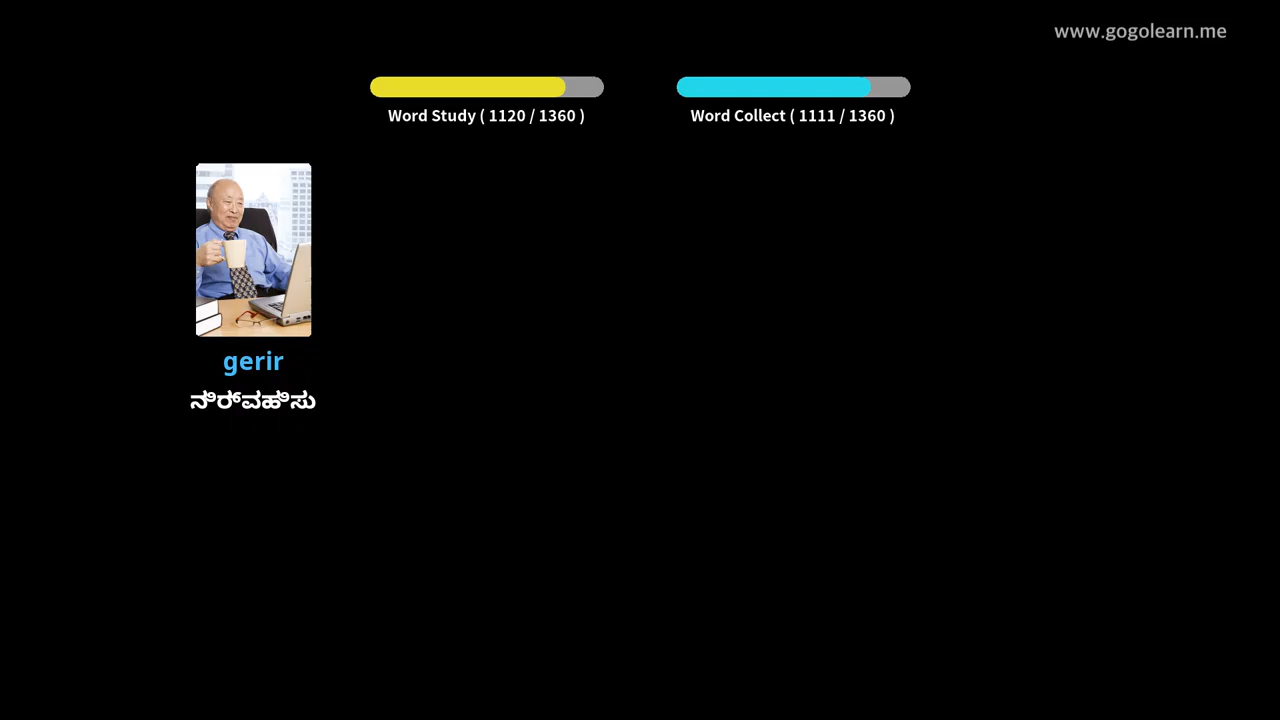 www.gogolearn.me
Word Study ( 1120 / 1360 )
Word Collect ( 1111 / 1360 )
gerir
ನಿರ್ವಹಿಸು